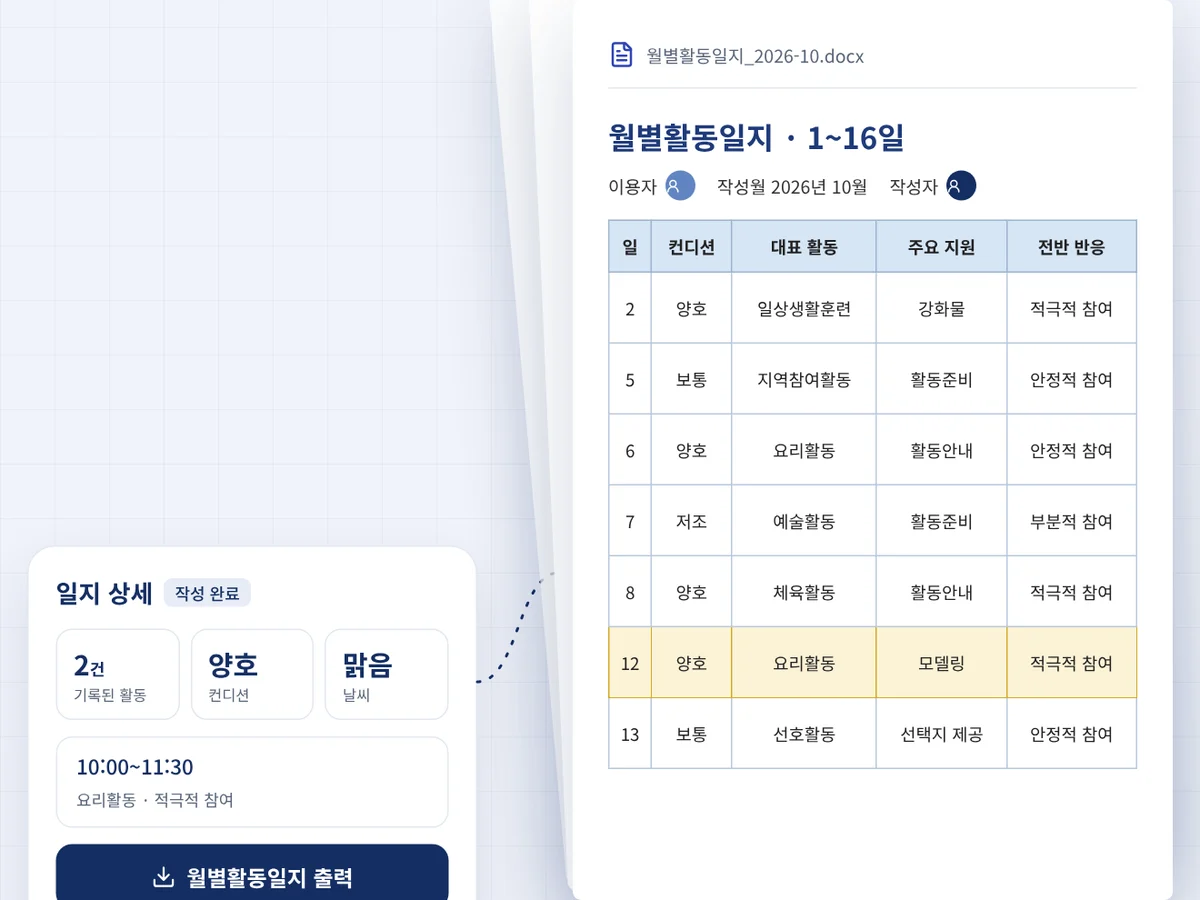 월별활동일지_2026-10.docx
월별활동일지 · 1~16일
이용자 작성월 2026년 10월 작성자
일 컨디션 대표 활동 주요 지원 전반 반응
2 양호 일상생활훈련 강화물 적극적 참여
5 보통 지역참여활동 활동준비 안정적 참여
6 양호 요리활동 활동안내 안정적 참여
7 저조 예술활동 활동준비 부분적 참여
8 양호 체육활동 활동안내 적극적 참여
12 양호 요리활동 모델링 적극적 참여
13 보통 선호활동 선택지 제공 안정적 참여
일지 상세 작성 완료
2건 양호 맑음
기록된 활동 컨디션 날씨
10:00~11:30
요리활동 · 적극적 참여
월별활동일지 출력